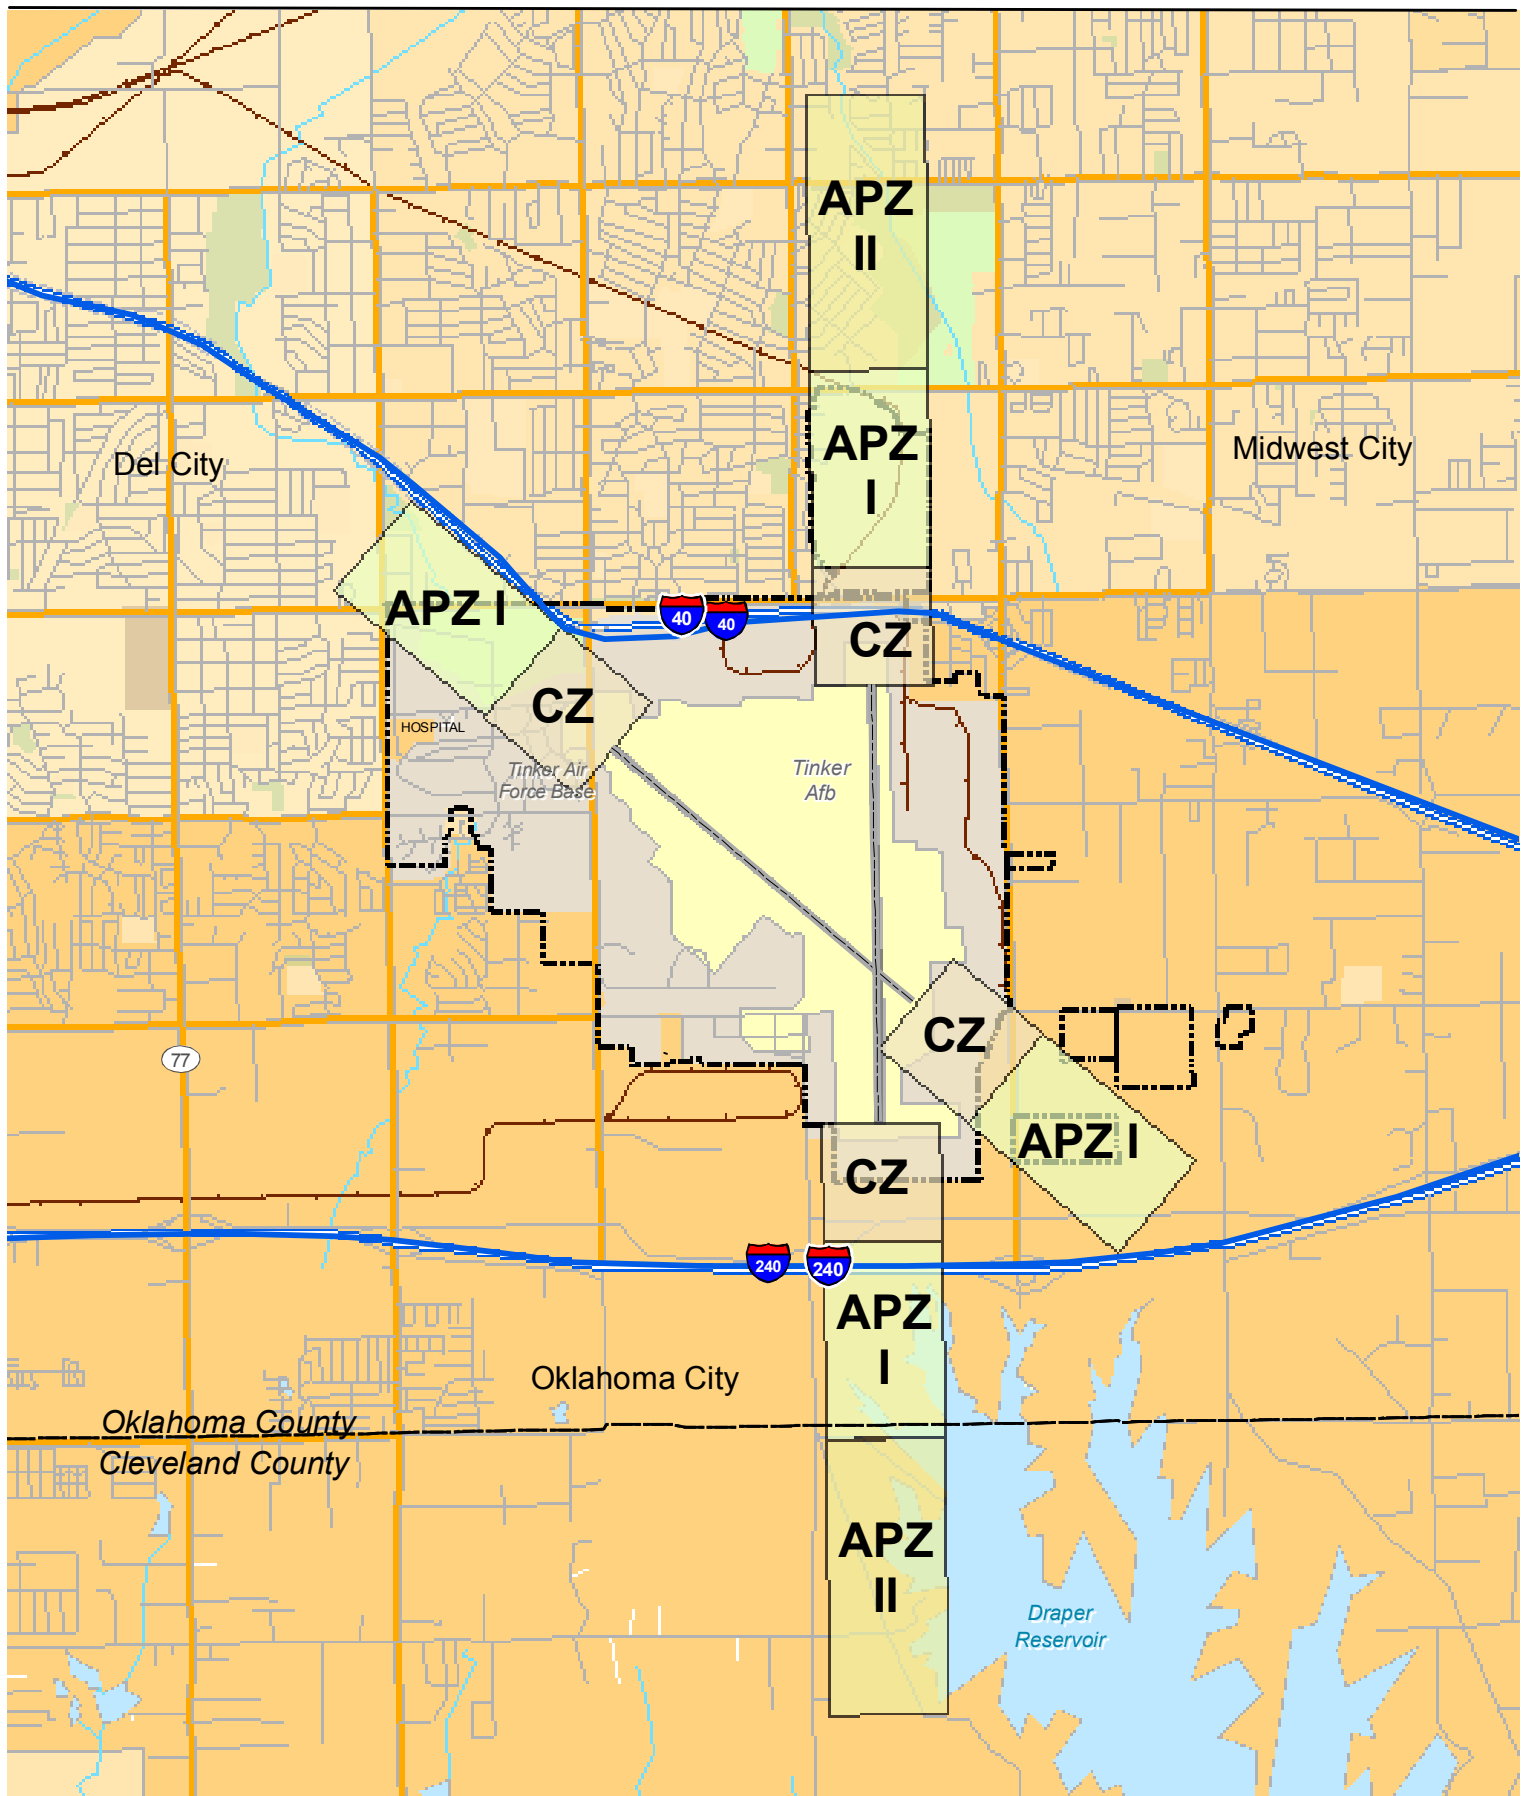 APZ
II
APZ
I
Del City
Midwest City
APZ I
40
40
CZ
CZ
HOSPITAL
Tinker Air
Force Base
Tinker
Afb
CZ
77
APZ I
CZ
240
240
APZ
I
Oklahoma City
Oklahoma County
Cleveland County
APZ
II
Draper
Reservoir